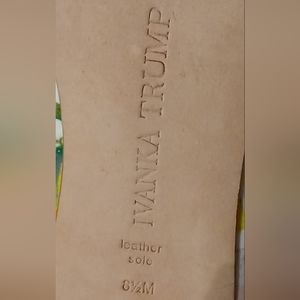 IVANKA TRUMP
leather
sole
8½M